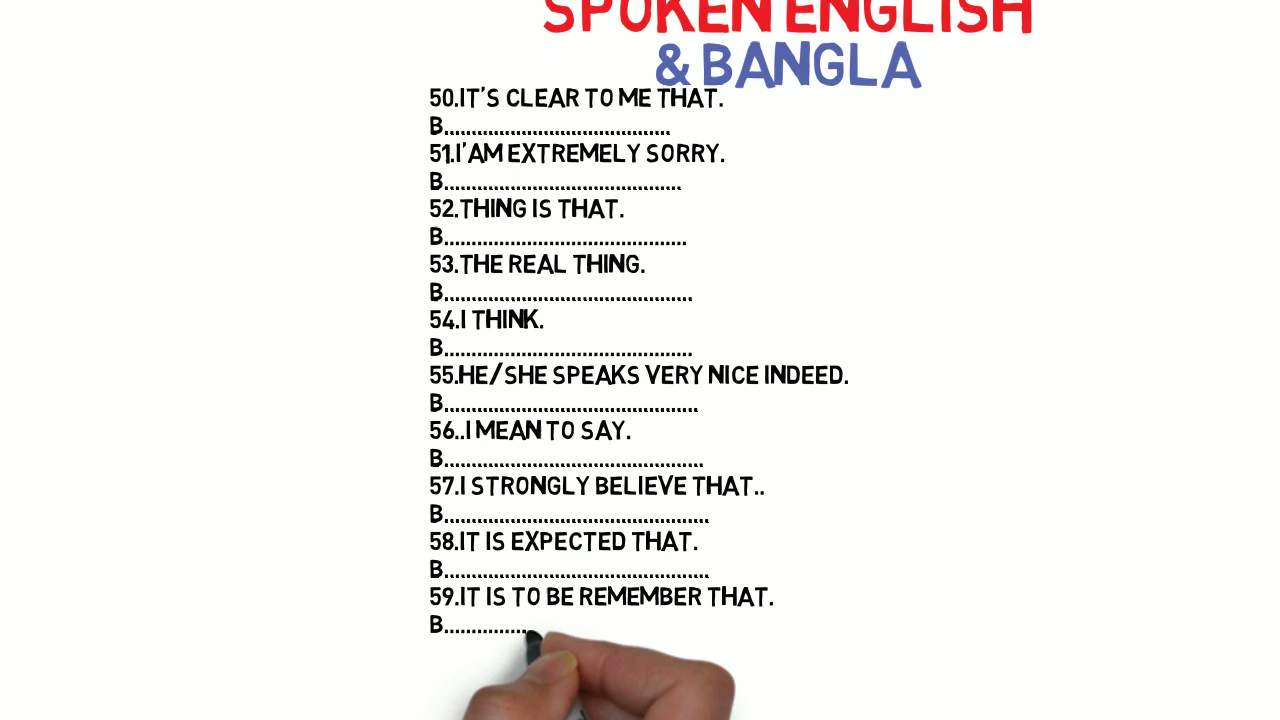 SPOKEN ENGLISH
& BANGLA
50.IT'S CLEAR TO ME THAT.
B.........................................
51.I'AM EXTREMELY SORRY.
B...........................................
52.THING IS THAT.
B............................................
53.THE REAL THING.
B.............................................
54.I THINK.
B.............................................
55.HE/SHE SPEAKS VERY NICE INDEED.
B..............................................
56..I MEAN TO SAY.
B...............................................
57.I STRONGLY BELIEVE THAT..
B................................................
58.IT IS EXPECTED THAT.
B................................................
59.IT IS TO BE REMEMBER THAT.
B...............